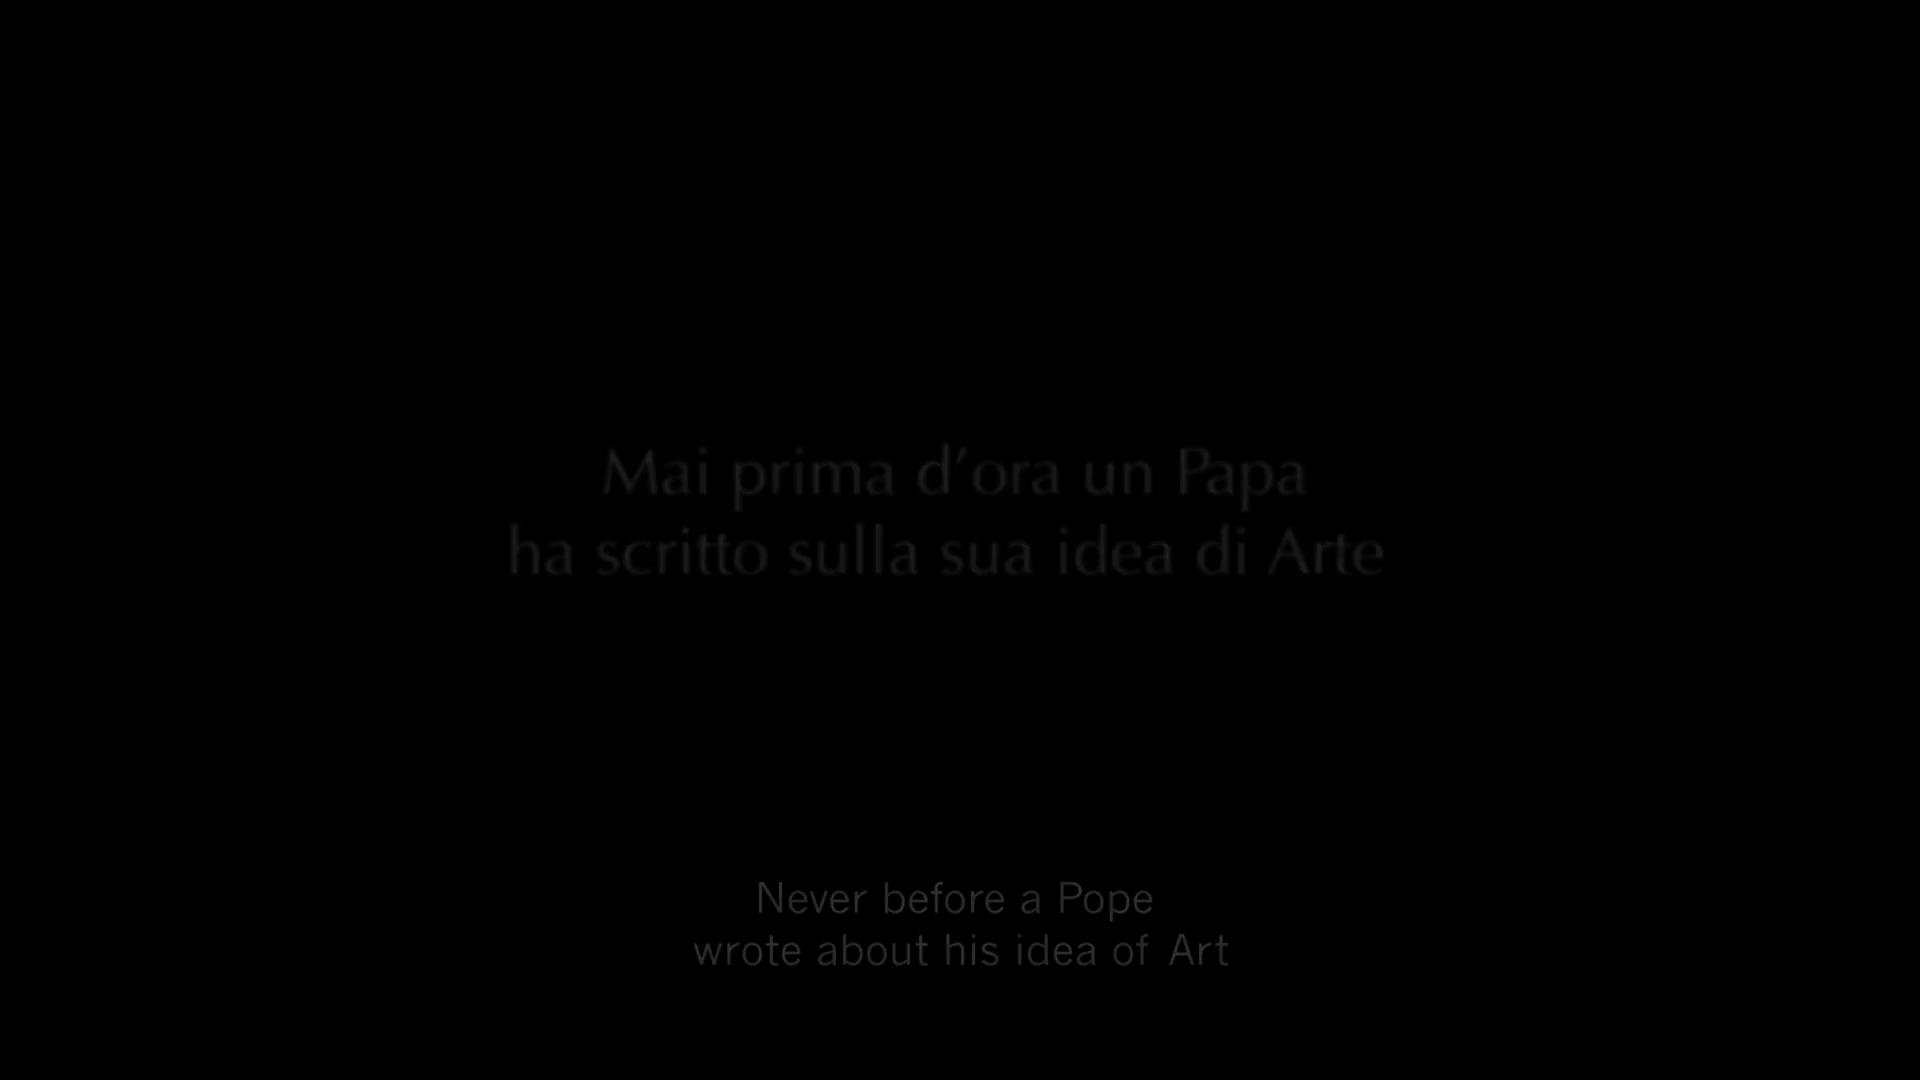 Mai prima d’ora un Papa
ha scritto sulla sua idea di Arte
Never before a Pope
wrote about his idea of Art